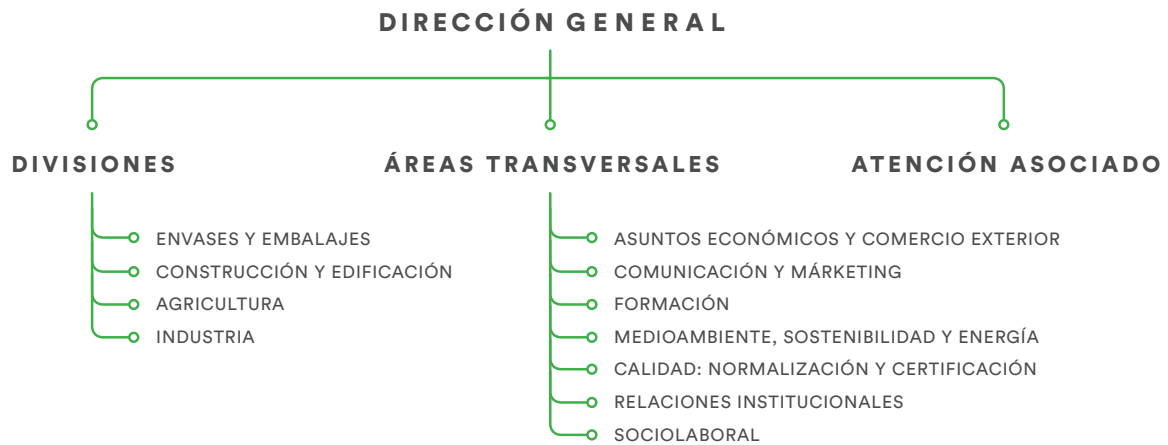 DIRECCIÓN GENERAL
DIVISIONES
ENVASES Y EMBALAJES
CONSTRUCCIÓN Y EDIFICACIÓN
AGRICULTURA
INDUSTRIA
ÁREAS TRANSVERSALES
ASUNTOS ECONÓMICOS Y COMERCIO EXTERIOR
COMUNICACIÓN Y MÁRKETING
FORMACIÓN
MEDIOAMBIENTE, SOSTENIBILIDAD Y ENERGÍA
CALIDAD: NORMALIZACIÓN Y CERTIFICACIÓN
RELACIONES INSTITUCIONALES
SOCIOLABORAL
ATENCIÓN ASOCIADO